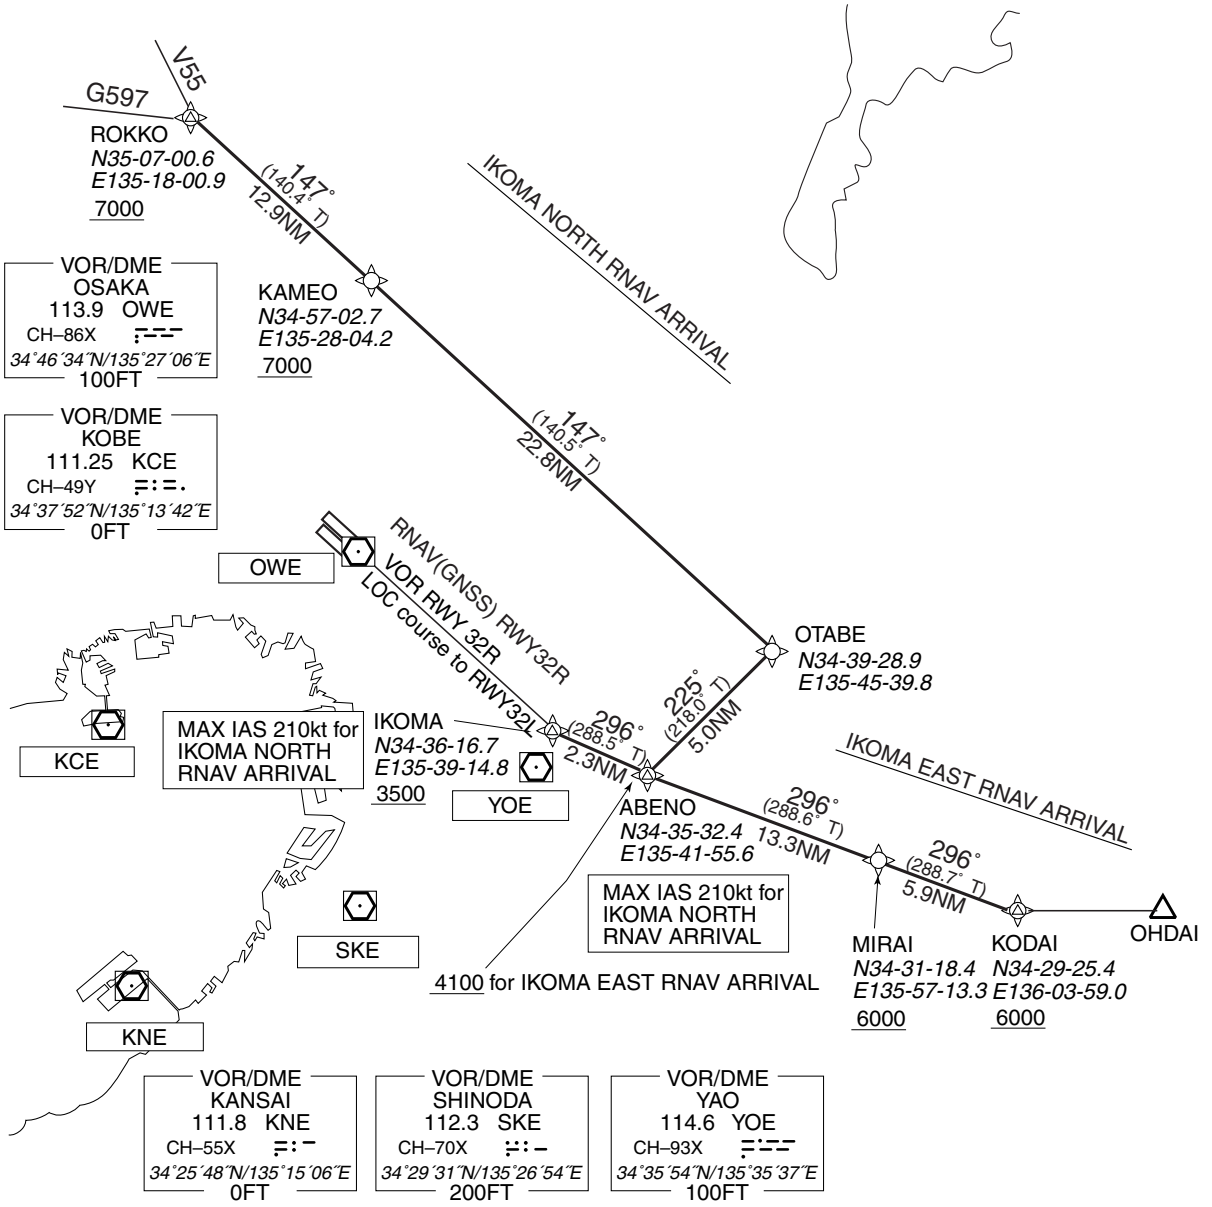 V55
G597
ROKKO
N35-07-00.6
E135-18-00.9
7000
147°
(140.4° T)
12.9NM
IKOMA NORTH RNAV ARRIVAL
VOR/DME
OSAKA
113.9 OWE
CH–86X
34°46´34˝N/135°27´06˝E
100FT
KAMEO
N34-57-02.7
E135-28-04.2
7000
147°
(140.5° T)
22.8NM
VOR/DME
KOBE
111.25 KCE
CH–49Y
34°37´52˝N/135°13´42˝E
0FT
OWE
RNAV(GNSS) RWY32R
VOR RWY 32R
LOC course to RWY32L
OTABE
N34-39-28.9
E135-45-39.8
225°
(218.0° T)
5.0NM
KCE
MAX IAS 210kt for
IKOMA NORTH
RNAV ARRIVAL
IKOMA
N34-36-16.7
E135-39-14.8
3500
296°
(288.5° T)
2.3NM
YOE
ABENO
N34-35-32.4
E135-41-55.6
IKOMA EAST RNAV ARRIVAL
296°
(288.6° T)
13.3NM
296°
(288.7° T)
5.9NM
MAX IAS 210kt for
IKOMA NORTH
RNAV ARRIVAL
SKE
4100 for IKOMA EAST RNAV ARRIVAL
MIRAI
N34-31-18.4
E135-57-13.3
6000
KODAI
N34-29-25.4
E136-03-59.0
6000
OHDAI
KNE
VOR/DME
KANSAI
111.8 KNE
CH–55X
34°25´48˝N/135°15´06˝E
0FT
VOR/DME
SHINODA
112.3 SKE
CH–70X
34°29´31˝N/135°26´54˝E
200FT
VOR/DME
YAO
114.6 YOE
CH–93X
34°35´54˝N/135°35´37˝E
100FT